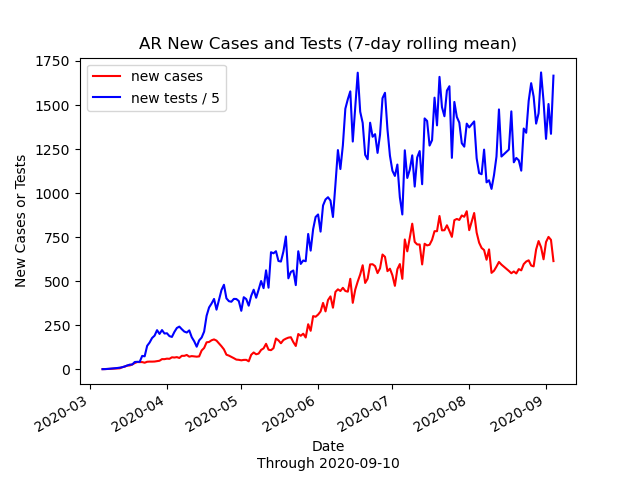 AR New Cases and Tests (7-day rolling mean)
new cases
new tests / 5
New Cases or Tests
1750
1500
1250
1000
750
500
250
0
2020-03
2020-04
2020-05
2020-06
2020-07
2020-08
2020-09
Date
Through 2020-09-10